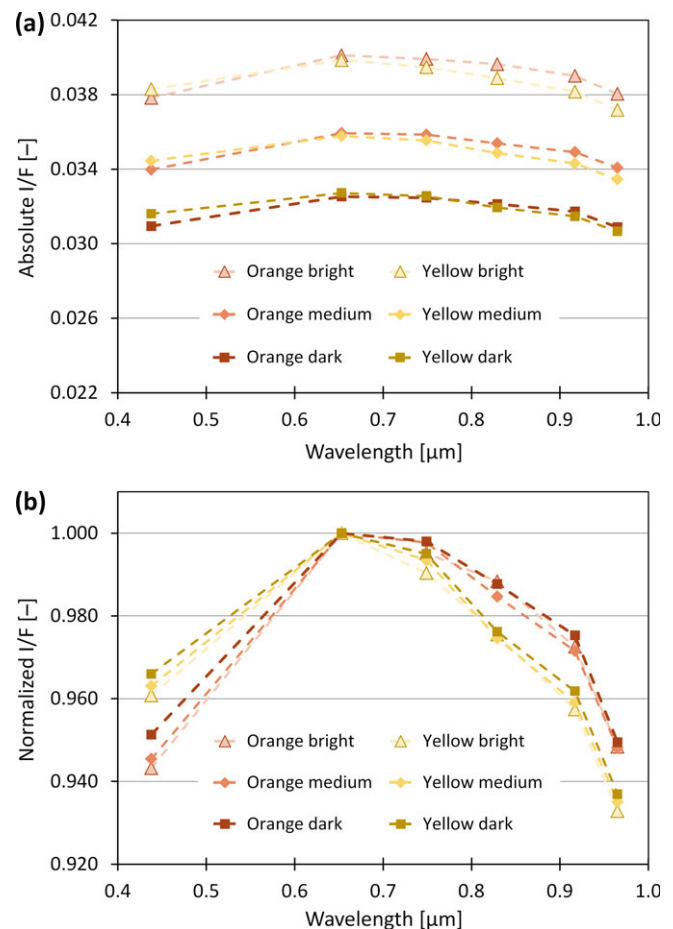 (a)
0.042
0.038
0.034
0.030
0.026
0.022
Absolute I/F [–]
Orange bright
Yellow bright
Orange medium
Yellow medium
Orange dark
Yellow dark
0.4 0.5 0.6 0.7 0.8 0.9 1.0
Wavelength [µm]
(b)
1.000
0.980
0.960
0.940
0.920
Normalized I/F [–]
Orange bright
Yellow bright
Orange medium
Yellow medium
Orange dark
Yellow dark
0.4 0.5 0.6 0.7 0.8 0.9 1.0
Wavelength [µm]